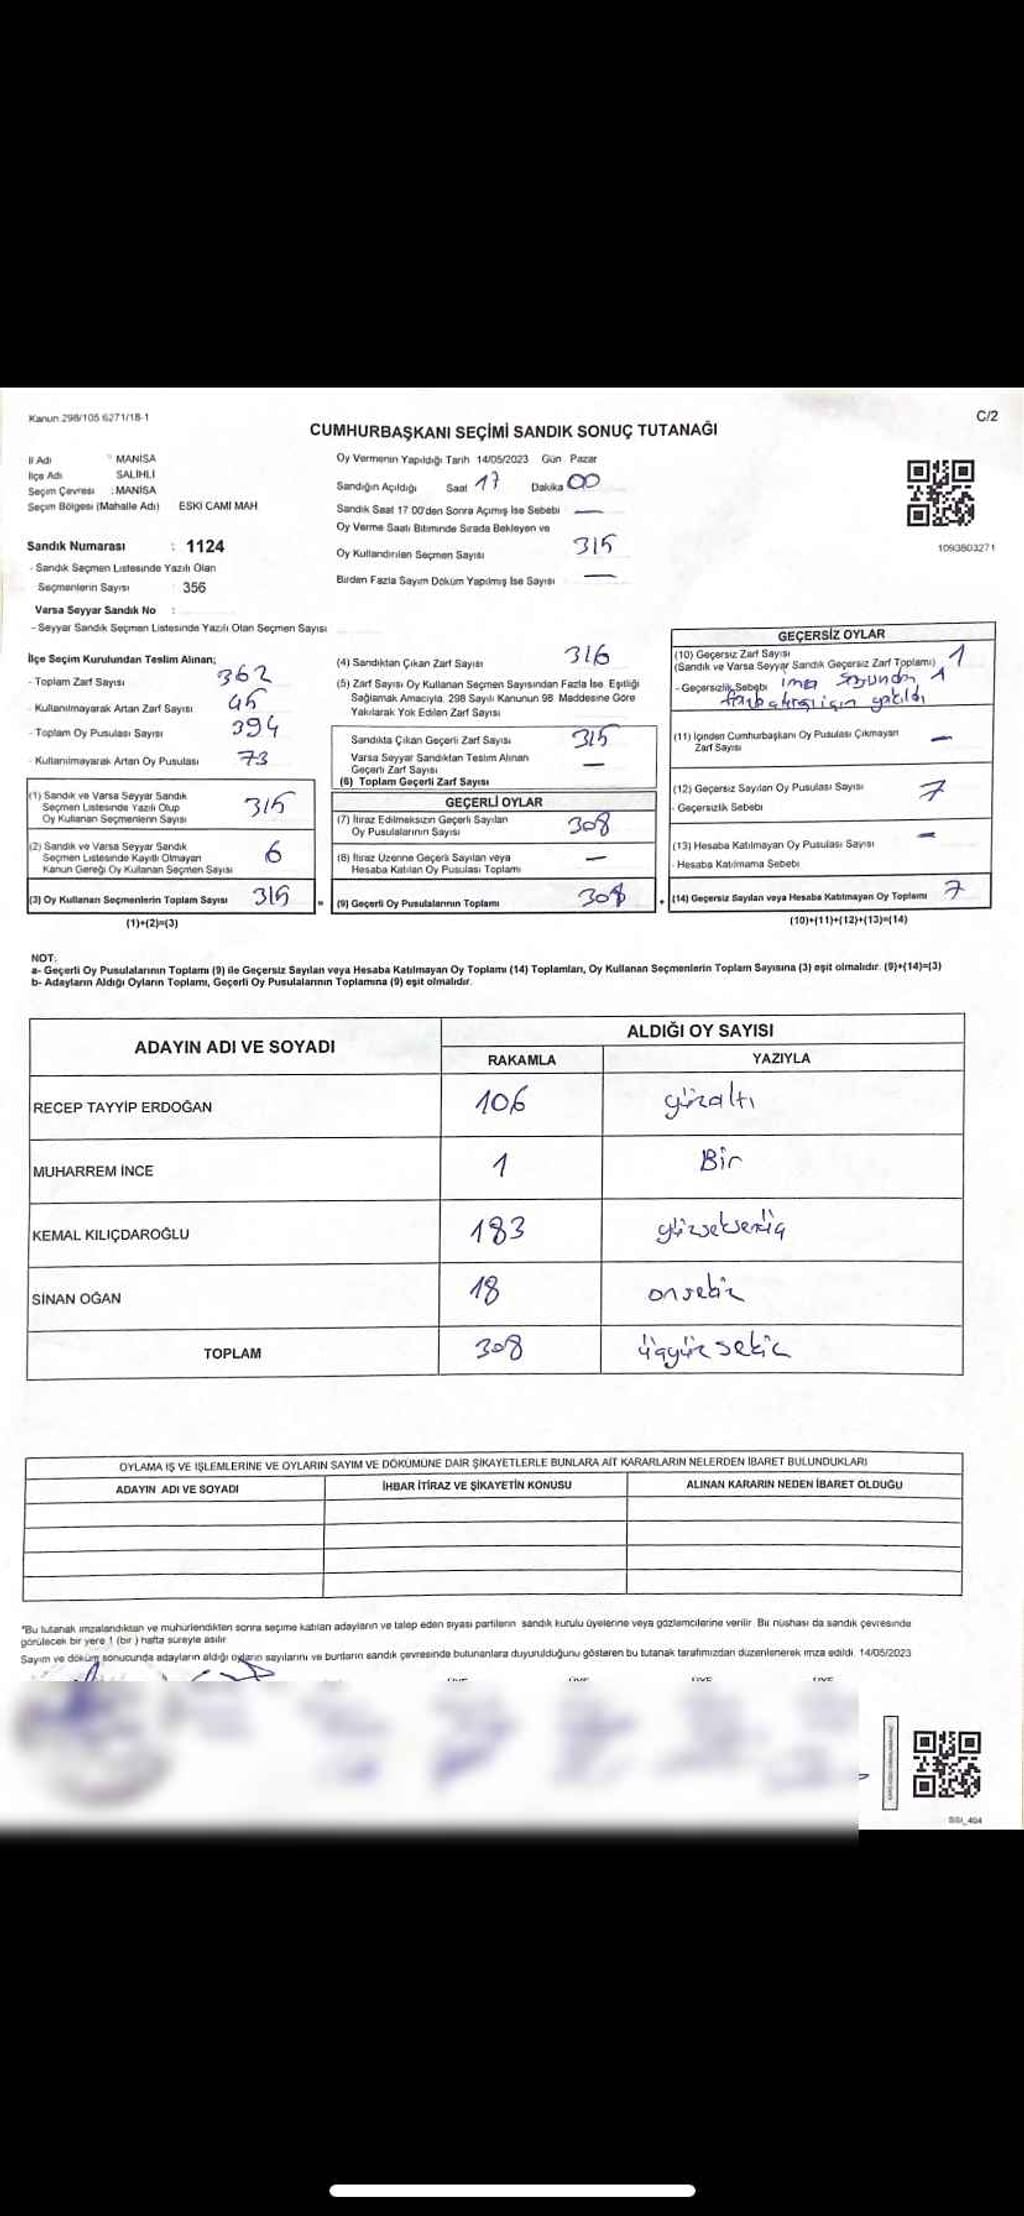 Kanun 298/105 6271/18-1
C/2
CUMHURBAŞKANI SEÇİMİ SANDIK SONUÇ TUTANAĞI
İl Adı : MANİSA
İlçe Adı SALİHLİ
Seçim Çevresi : MANİSA
Seçim Bölgesi (Mahalle Adı) ESKİ CAMİ MAH
Sandık Numarası : 1124
- Sandık Seçmen Listesinde Yazılı Olan
Seçmenlerin Sayısı : 356
Varsa Seyyar Sandık No :
- Seyyar Sandık Seçmen Listesinde Yazılı Olan Seçmen Sayısı
Oy Vermenin Yapıldığı Tarih 14/05/2023 Gün Pazar
Sandığın Açıldığı Saat 17 Dakika 00
Sandık Saat 17 00'den Sonra Açımış İse Sebebi —
Oy Verme Saati Bitiminde Sırada Bekleyen ve
Oy Kullandırılan Seçmen Sayısı 315
Birden Fazla Sayım Döküm Yapılmış İse Sayısı —
1093803271
İlçe Seçim Kurulundan Teslim Alınan;
- Toplam Zarf Sayısı 362
- Kullanılmayarak Artan Zarf Sayısı 45
- Toplam Oy Pusulası Sayısı 394
- Kullanılmayarak Artan Oy Pusulası 73
(1) Sandık ve Varsa Seyyar Sandık
Seçmen Listesinde Yazılı Olup
Oy Kullanan Seçmenlerin Sayısı 315
(2) Sandık ve Varsa Seyyar Sandık
Seçmen Listesinde Kayıtlı Olmayan
Kanun Gereği Oy Kullanan Seçmen Sayısı 6
(3) Oy Kullanan Seçmenlerin Toplam Sayısı 315
(1)+(2)=(3)
(4) Sandıktan Çıkan Zarf Sayısı 316
(5) Zarf Sayısı Oy Kullanan Seçmen Sayısından Fazla İse, Eşitliği
Sağlamak Amacıyla, 298 Sayılı Kanunun 98 Maddesine Göre
Yakılarak Yok Edilen Zarf Sayısı
Sandıkta Çıkan Geçerli Zarf Sayısı 315
Varsa Seyyar Sandıktan Teslim Alınan
Geçerli Zarf Sayısı —
(6) Toplam Geçerli Zarf Sayısı
GEÇERLİ OYLAR
(7) İtiraz Edilmeksizin Geçerli Sayılan
Oy Pusulalarının Sayısı 308
(8) İtiraz Üzerine Geçerli Sayılan veya
Hesaba Katılan Oy Pusulası Toplamı —
= (9) Geçerli Oy Pusulalarının Toplamı 308
GEÇERSİZ OYLAR
(10) Geçersiz Zarf Sayısı
(Sandık ve Varsa Seyyar Sandık Geçersiz Zarf Toplamı) 1
- Geçersizlik Sebebi 1
için yakıldı
(11) İçinden Cumhurbaşkanı Oy Pusulası Çıkmayan
Zarf Sayısı —
(12) Geçersiz Sayılan Oy Pusulası Sayısı 7
- Geçersizlik Sebebi
(13) Hesaba Katılmayan Oy Pusulası Sayısı —
- Hesaba Katılmama Sebebi
+ (14) Geçersiz Sayılan veya Hesaba Katılmayan Oy Toplamı 7
(10)+(11)+(12)+(13)=(14)
NOT:
a- Geçerli Oy Pusulalarının Toplamı (9) ile Geçersiz Sayılan veya Hesaba Katılmayan Oy Toplamı (14) Toplamları, Oy Kullanan Seçmenlerin Toplam Sayısına (3) eşit olmalıdır. (9)+(14)=(3)
b- Adayların Aldığı Oyların Toplamı, Geçerli Oy Pusulalarının Toplamına (9) eşit olmalıdır.
ADAYIN ADI VE SOYADI
ALDIĞI OY SAYISI
RAKAMLA YAZIYLA
RECEP TAYYİP ERDOĞAN 106 yüzaltı
MUHARREM İNCE 1 Bir
KEMAL KILIÇDAROĞLU 183 yüzseksenüç
SİNAN OĞAN 18 onsekiz
TOPLAM 308 üçyüz sekiz
OYLAMA İŞ VE İŞLEMLERİNE VE OYLARIN SAYIM VE DÖKÜMÜNE DAİR ŞİKAYETLERLE BUNLARA AİT KARARLARIN NELERDEN İBARET BULUNDUKLARI
ADAYIN ADI VE SOYADI İHBAR İTİRAZ VE ŞİKAYETİN KONUSU ALINAN KARARIN NEDEN İBARET OLDUĞU
*Bu tutanak imzalandıktan ve mühürlendikten sonra seçime katılan adayların ve talep eden siyasi partilerin sandık kurulu üyelerine veya gözlemcilerine verilir. Bir nüshası da sandık çevresinde
görülecek bir yere 1 (bir ) hafta süreyle asılır
Sayım ve döküm sonucunda adayların aldığı oyların sayılarını ve bunların sandık çevresinde bulunanlara duyurulduğunu gösteren bu tutanak tarafımızdan düzenlenerek imza edildi. 14/05/2023